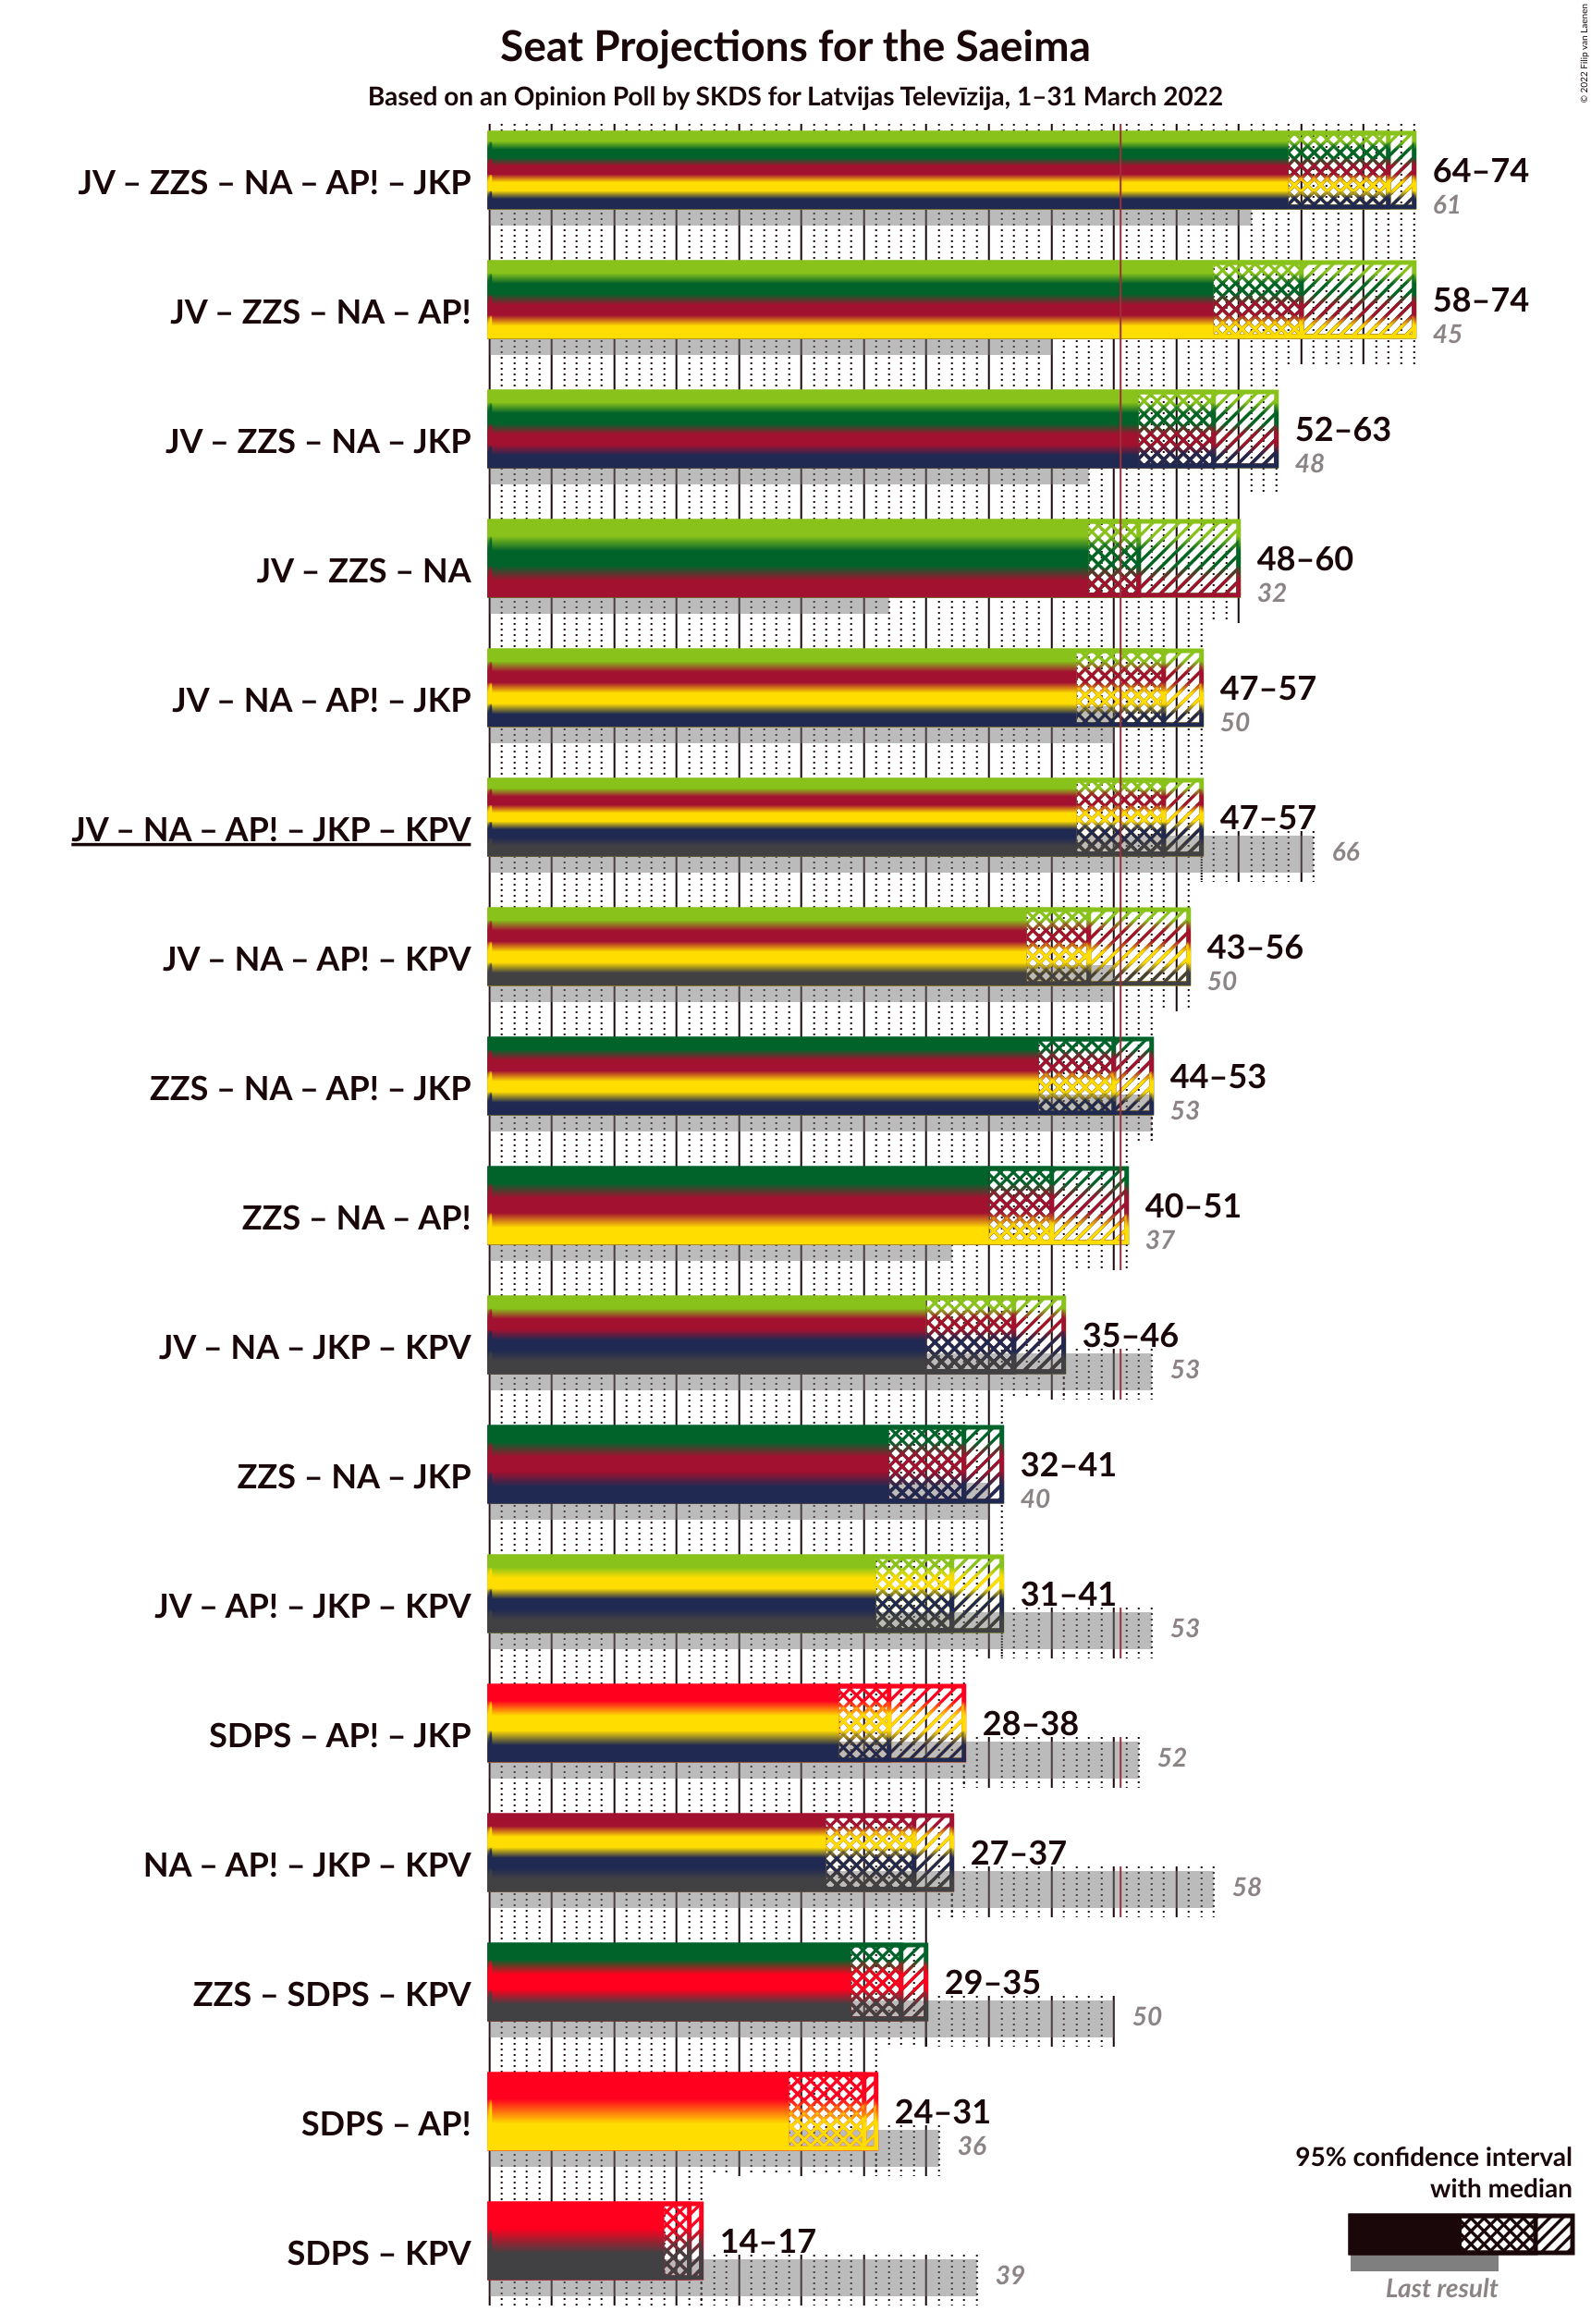 Seat Projections for the Saeima
Based on an Opinion Poll by SKDS for Latvijas Televīzija, 1–31 March 2022
© 2022 Filip van Laenen
JV – ZZS – NA – AP! – JKP
64–74
61
JV – ZZS – NA – AP!
58–74
45
JV – ZZS – NA – JKP
52–63
48
JV – ZZS – NA
48–60
32
JV – NA – AP! – JKP
47–57
50
JV – NA – AP! – JKP – KPV
47–57
66
JV – NA – AP! – KPV
43–56
50
ZZS – NA – AP! – JKP
44–53
53
ZZS – NA – AP!
40–51
37
JV – NA – JKP – KPV
35–46
53
ZZS – NA – JKP
32–41
40
JV – AP! – JKP – KPV
31–41
53
SDPS – AP! – JKP
28–38
52
NA – AP! – JKP – KPV
27–37
58
ZZS – SDPS – KPV
29–35
50
SDPS – AP!
24–31
36
SDPS – KPV
14–17
39
95% confidence interval
with median
Last result